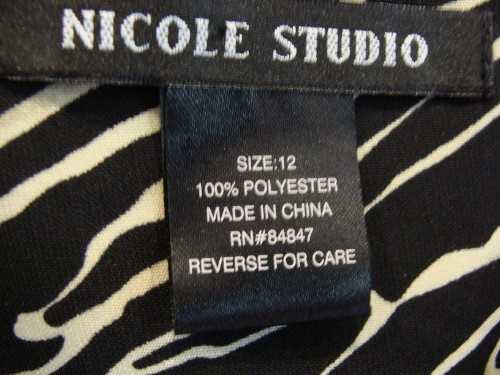 NICOLE STUDIO
SIZE:12
100% POLYESTER
MADE IN CHINA
RN#84847
REVERSE FOR CARE